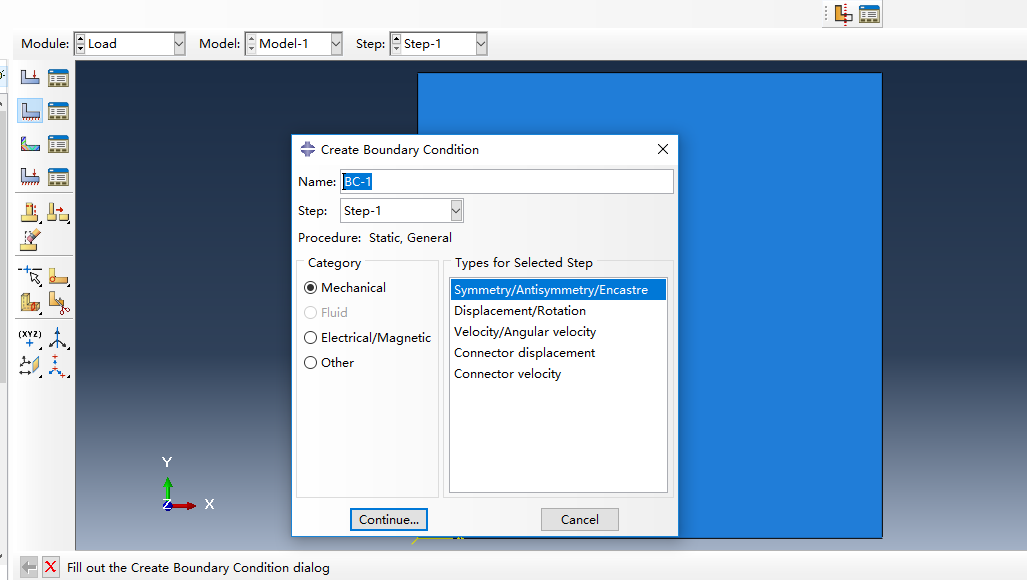 Module: Load Model: Model-1 Step: Step-1
Create Boundary Condition
Name: BC-1
Step: Step-1
Procedure: Static, General
Category Types for Selected Step
Mechanical Symmetry/Antisymmetry/Encastre
Fluid Displacement/Rotation
Electrical/Magnetic Velocity/Angular velocity
Other Connector displacement
Connector velocity
(XYZ)
Y
Z X
Continue... Cancel
Fill out the Create Boundary Condition dialog